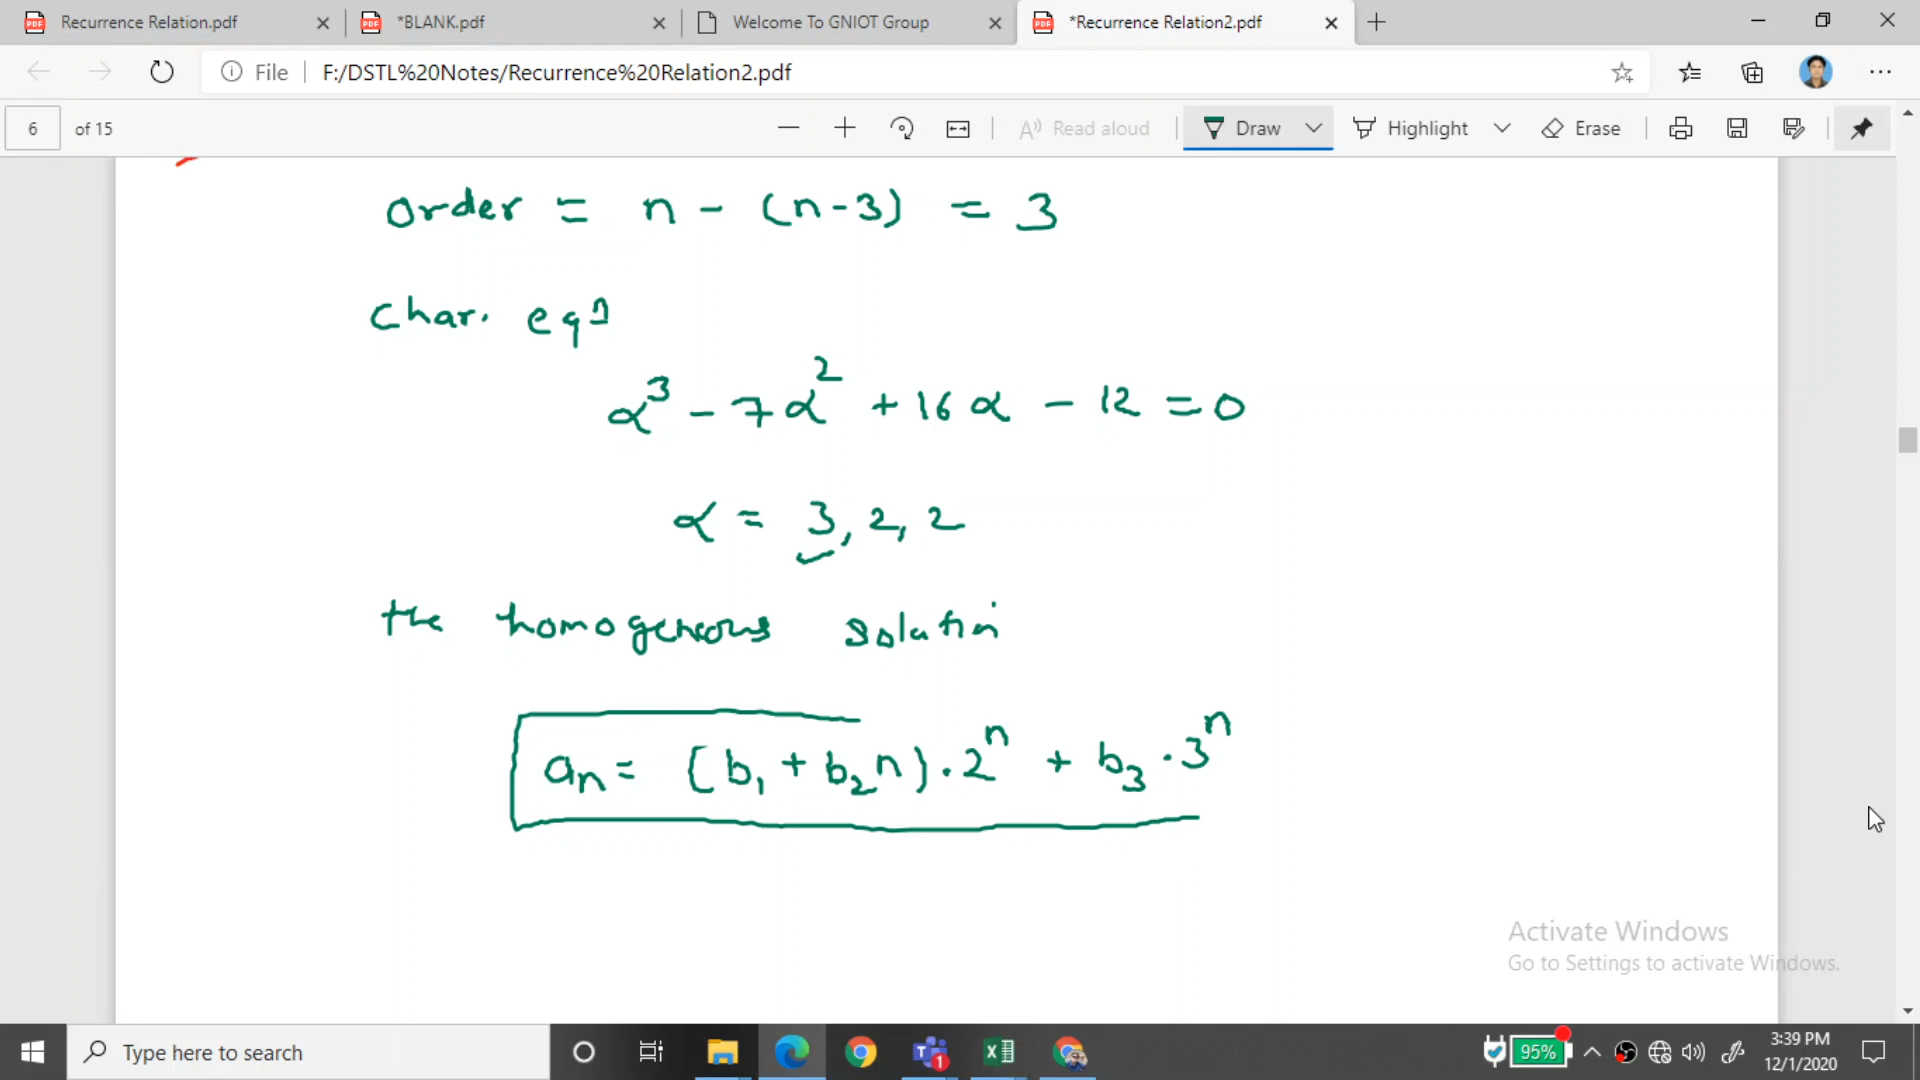 Recurrence Relation.pdf
*BLANK.pdf
Welcome To GNIOT Group
*Recurrence Relation2.pdf
File F:/DSTL%20Notes/Recurrence%20Relation2.pdf
6 of 15 Read aloud Draw Highlight Erase
order = n - (n-3) = 3
char. eqn
α³ - 7α² + 16α - 12 = 0
α = 3, 2, 2
the homogeneous solution
aₙ = (b₁ + b₂n).2ⁿ + b₃.3ⁿ
Activate Windows
Go to Settings to activate Windows.
Type here to search
1
95%
3:39 PM
12/1/2020